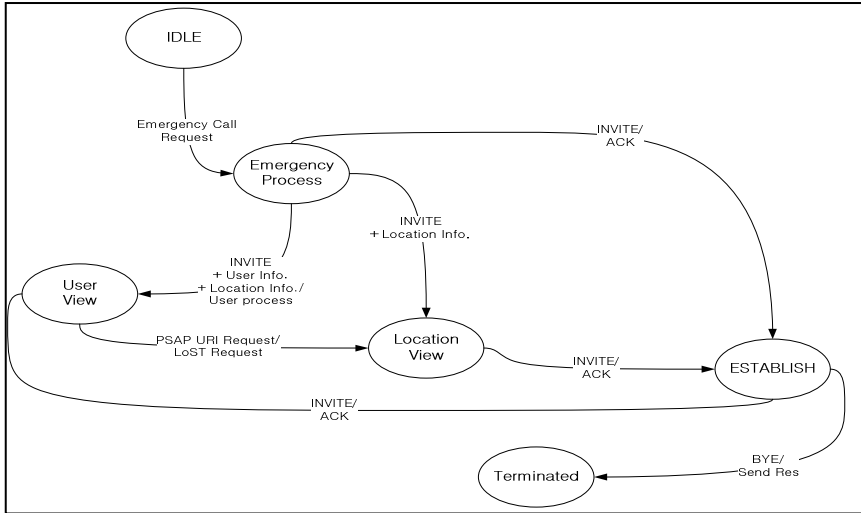 IDLE
Emergency Call
Request
INVITE/
ACK
Emergency
Process
INVITE
+Location Info.
INVITE
+ User Info.
+ Location Info./
User process
User
View
PSAP URI Request/
LoST Request
Location
View
INVITE/
ACK
ESTABLISH
INVITE/
ACK
BYE/
Send Res
Terminated